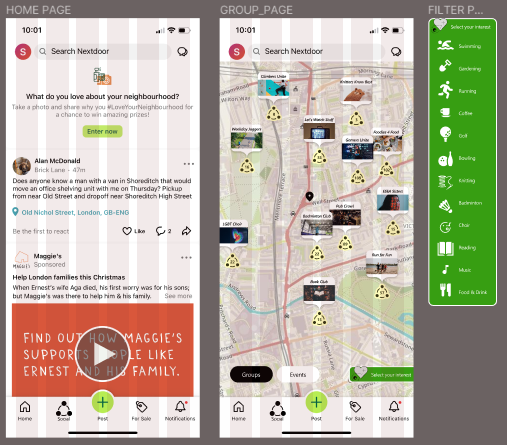 HOME PAGE
10:01
S
Search Nextdoor
What do you love about your neighbourhood?
Take a photo and share why you #LoveYourNeighbourhood for
a chance to win amazing prizes!
Enter now
Alan McDonald
Brick Lane • 47m
Does anyone know a man with a van in Shoreditch that would
move an office shelving unit with me on Thursday? Pickup
from near Old Street and dropoff near Shoreditch High Street
Old Nichol Street, London, GB-ENG
Be the first to react
Like
2
Maggie's
Sponsored
Help London families this Christmas
When Ernest's wife Aga died, his first worry was for his sons;
but Maggie's was there to help him & his family.
See more
FIND OUT HOW MAGGIE'S
SUPPORTS PEOPLE LIKE
ERNEST AND HIS FAMILY.
Home
Social
Post
For Sale
Notifications
GROUP_PAGE
10:01
S
Search Nextdoor
Climbers Unite
Knitters Know Best
Let's Watch Stuff
Weekday Joggers
Gamers Unite
Foodies 4 Food
Pub Crawls
Badminton Club
LGBT Choir
Run for Fun
Book Club
Groups
Events
Select your interest
Home
Social
Post
For Sale
Notifications
FILTER P...
Select your interest
Swimming
Gardening
Running
Coffee
Golf
Bowling
Knitting
Badminton
Choir
Reading
Music
Food & Drink